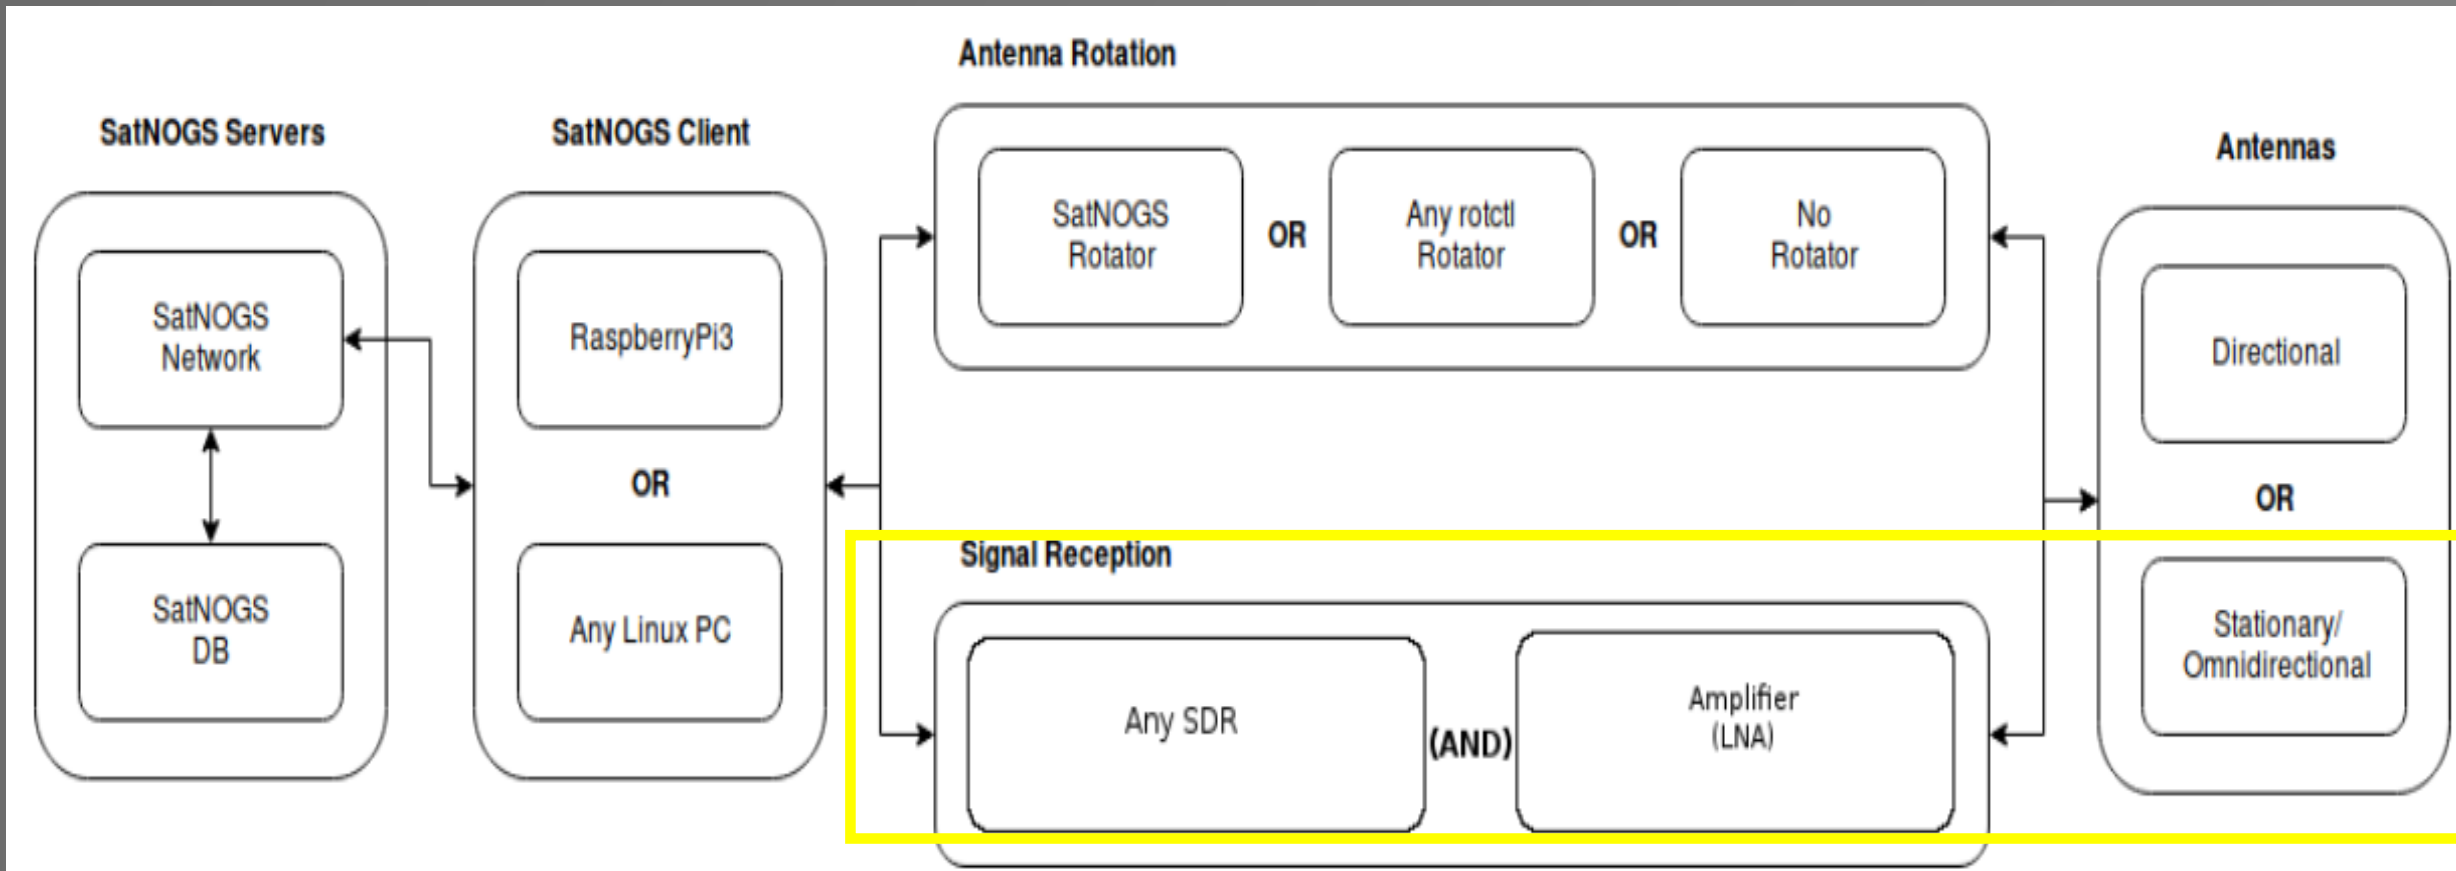 Antenna Rotation
SatNOGS Servers
SatNOGS Client
Antennas
SatNOGS
Rotator
OR
Any rotctl
Rotator
OR
No
Rotator
SatNOGS
Network
RaspberryPi3
Directional
OR
OR
Signal Reception
SatNOGS
DB
Any Linux PC
Any SDR
(AND)
Amplifier
(LNA)
Stationary/
Omnidirectional